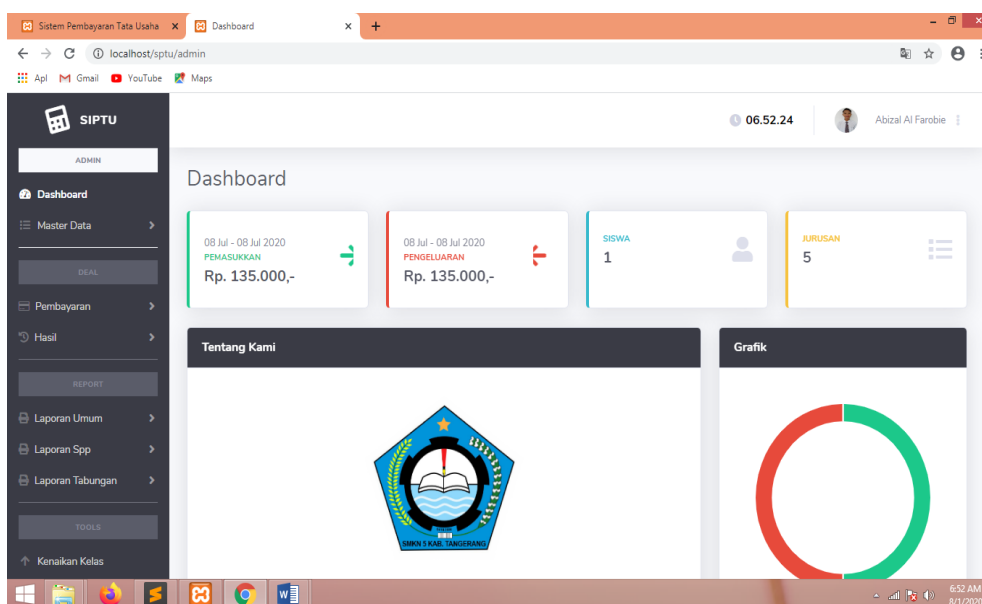 Sistem Pembayaran Tata Usaha
Dashboard
localhost/sptu/admin
Apl Gmail YouTube Maps
SIPTU
06.52.24
Abizal Al Farobie
ADMIN
Dashboard
Master Data
DEAL
Pembayaran
Hasil
REPORT
Laporan Umum
Laporan Spp
Laporan Tabungan
TOOLS
Kenaikan Kelas
Dashboard
08 Jul - 08 Jul 2020
PEMASUKKAN
Rp. 135.000,-
08 Jul - 08 Jul 2020
PENGELUARAN
Rp. 135.000,-
SISWA
1
JURUSAN
5
Tentang Kami
SMKN 5 KAB. TANGERANG
Grafik
6:52 AM
8/1/2020